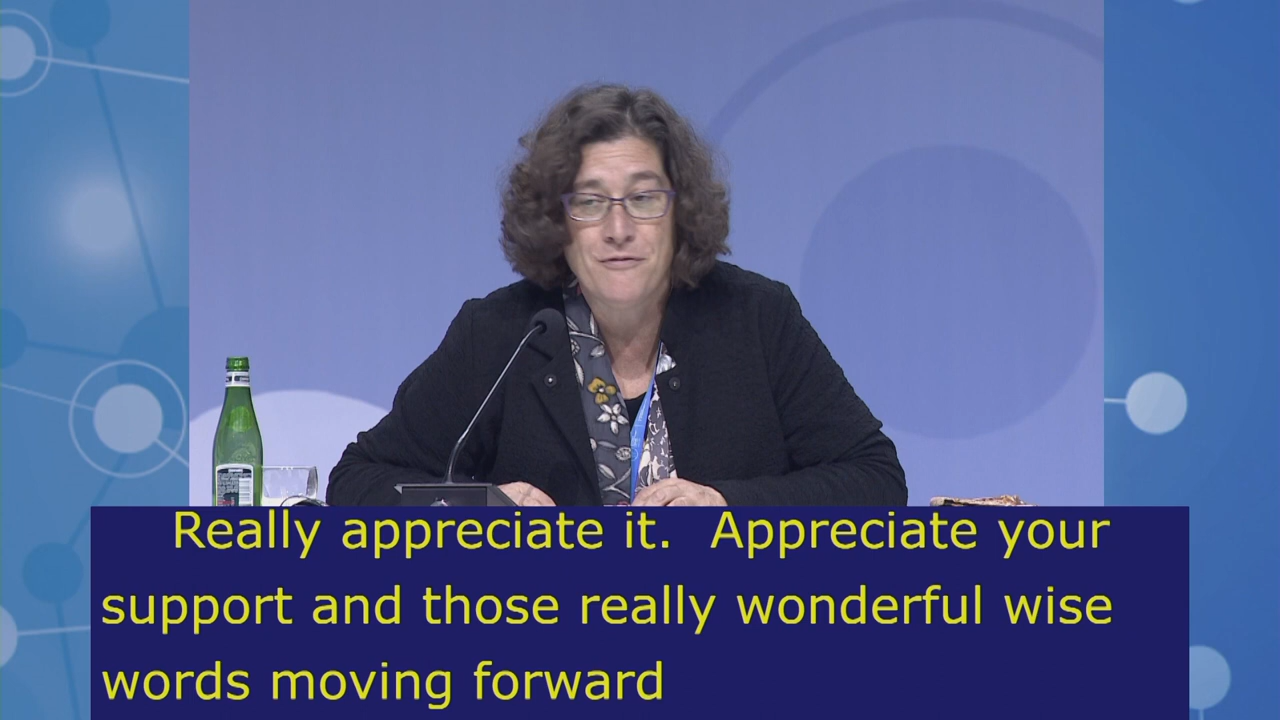 Really appreciate it.  Appreciate your
support and those really wonderful wise
words moving forward